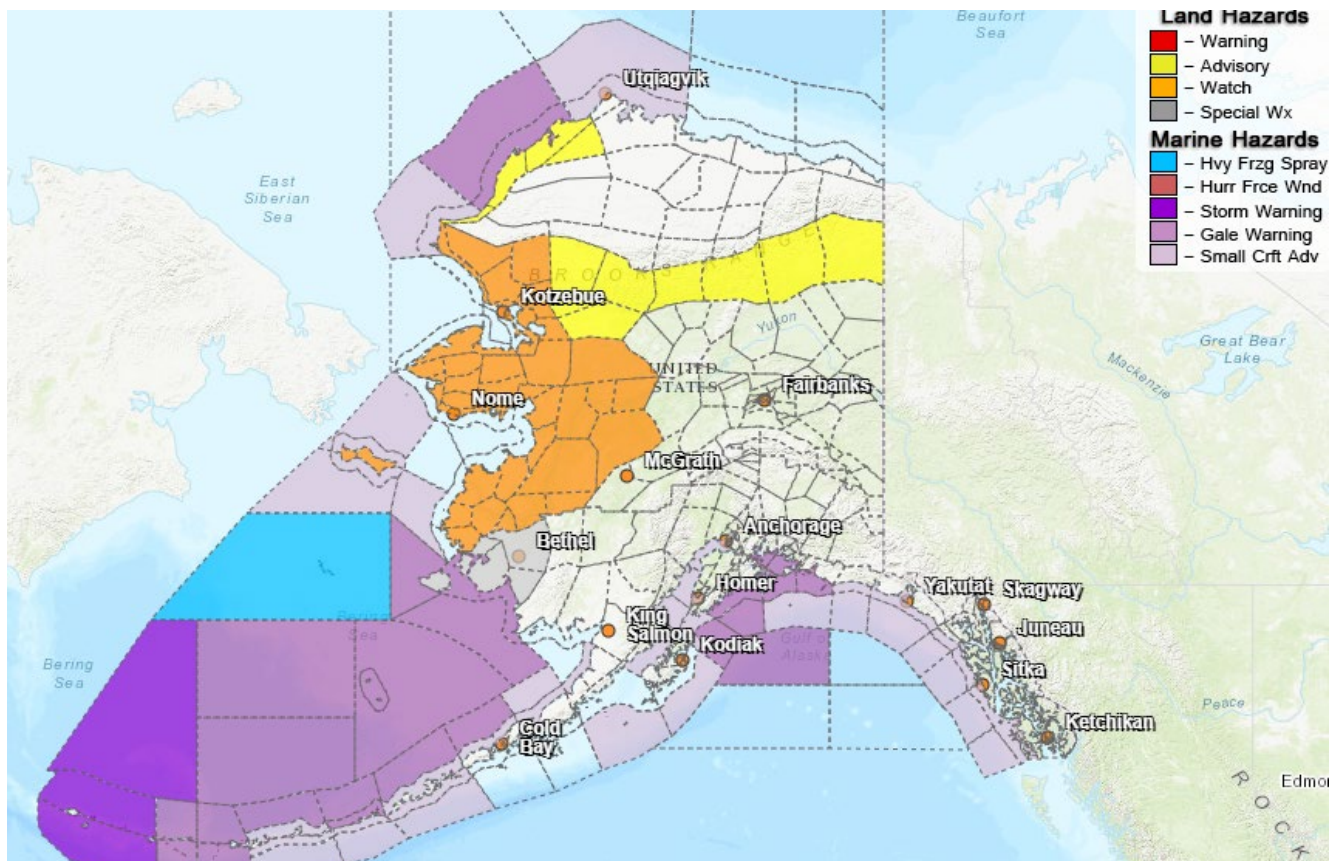 Land Hazards
– Warning
– Advisory
– Watch
– Special Wx
Marine Hazards
– Hvy Frzg Spray
– Hurr Frce Wnd
– Storm Warning
– Gale Warning
– Small Crft Adv
Beaufort
Sea
Utqiagvik
East
Siberian
Sea
BROOKS RANGE
Kotzebue
Yukon
Great Bear
Lake
Mackenzie
UNITED
STATES
Fairbanks
Nome
McGrath
Anchorage
Bethel
Homer
Yakutat
Skagway
King
Salmon
Juneau
Bering
Sea
Kodiak
Gulf of
Alaska
Sitka
Bering
Sea
Peace
Cold
Bay
Ketchikan
Edmo
ROCK